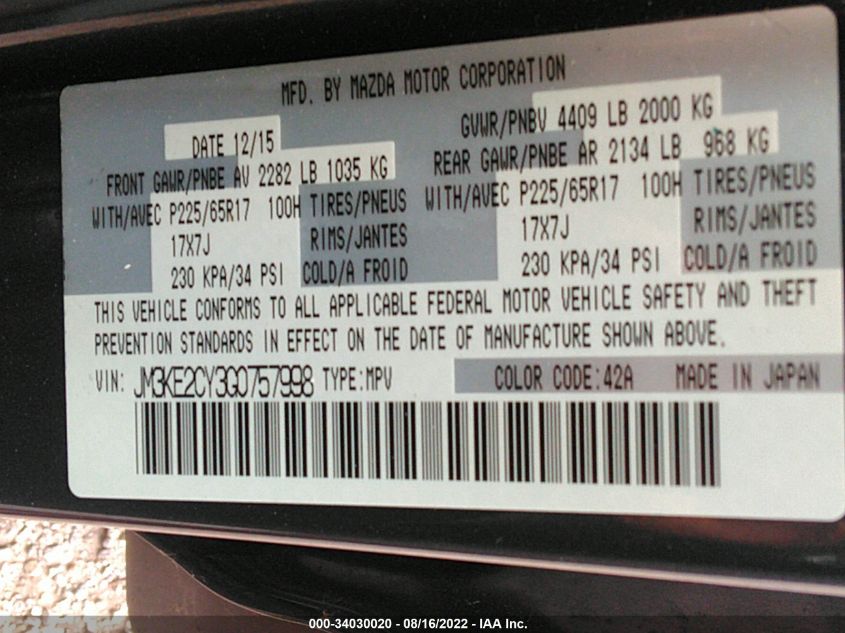 MFD. BY MAZDA MOTOR CORPORATION
DATE 12/15 GVWR/PNBV 4409 LB 2000 KG
FRONT GAWR/PNBE AV 2282 LB 1035 KG REAR GAWR/PNBE AR 2134 LB 968 KG
WITH/AVEC P225/65R17 100H TIRES/PNEUS WITH/AVEC P225/65R17 100H TIRES/PNEUS
17X7J RIMS/JANTES 17X7J RIMS/JANTES
230 KPA/34 PSI COLD/A FROID 230 KPA/34 PSI COLD/A FROID
THIS VEHICLE CONFORMS TO ALL APPLICABLE FEDERAL MOTOR VEHICLE SAFETY AND THEFT
PREVENTION STANDARDS IN EFFECT ON THE DATE OF MANUFACTURE SHOWN ABOVE.
VIN: JM3KE2CY3G0757998 TYPE:MPV COLOR CODE:42A MADE IN JAPAN
000-34030020 - 08/16/2022 - IAA Inc.